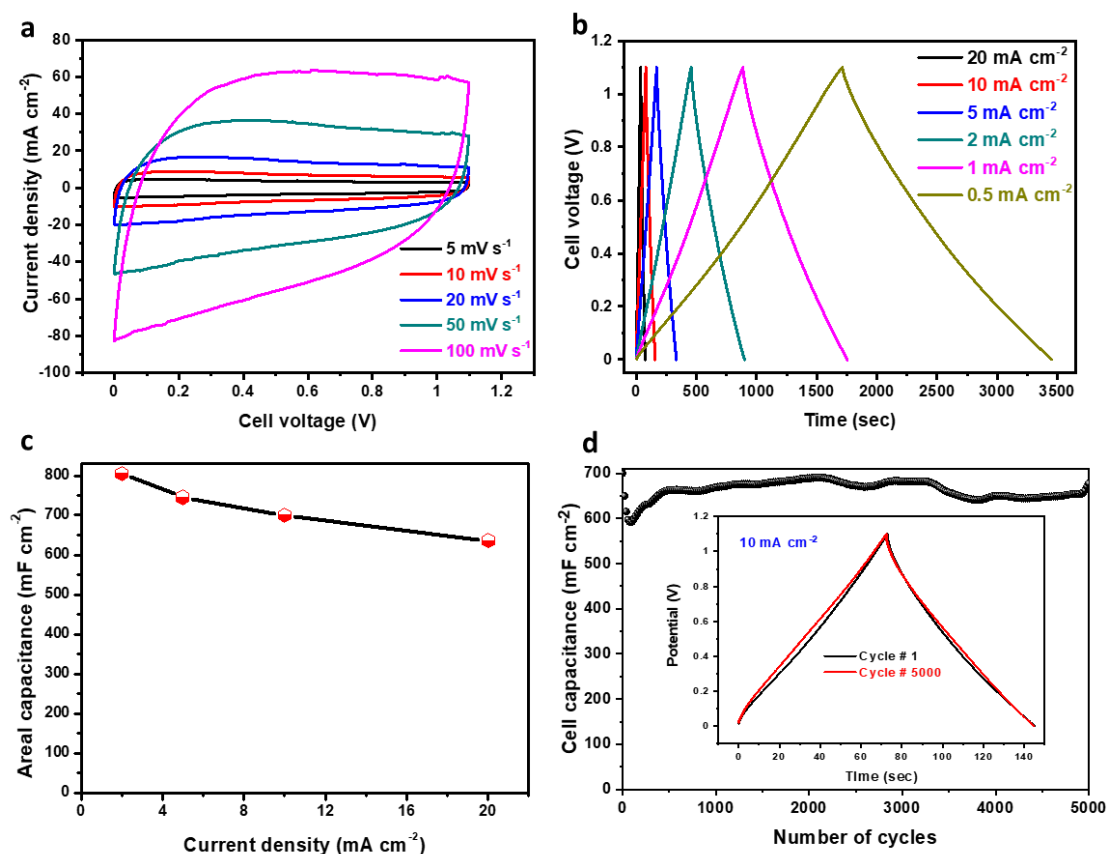 a
80
60
40
20
0
-20
-40
-60
-80
-100
Current density (mA cm⁻²)
5 mV s⁻¹
10 mV s⁻¹
20 mV s⁻¹
50 mV s⁻¹
100 mV s⁻¹
0 0.2 0.4 0.6 0.8 1 1.2
Cell voltage (V)
b
1.2
1
0.8
0.6
0.4
0.2
0
Cell voltage (V)
20 mA cm⁻²
10 mA cm⁻²
5 mA cm⁻²
2 mA cm⁻²
1 mA cm⁻²
0.5 mA cm⁻²
0 500 1000 1500 2000 2500 3000 3500
Time (sec)
c
800
700
600
500
400
300
200
100
0
Areal capacitance (mF cm⁻²)
0 4 8 12 16 20
Current density (mA cm⁻²)
d
700
600
500
400
300
200
100
0
Cell capacitance (mF cm⁻²)
10 mA cm⁻²
1.2
1
0.8
0.6
0.4
0.2
0
Potential (V)
Cycle # 1
Cycle # 5000
0 20 40 60 80 100 120 140
Time (sec)
0 1000 2000 3000 4000 5000
Number of cycles